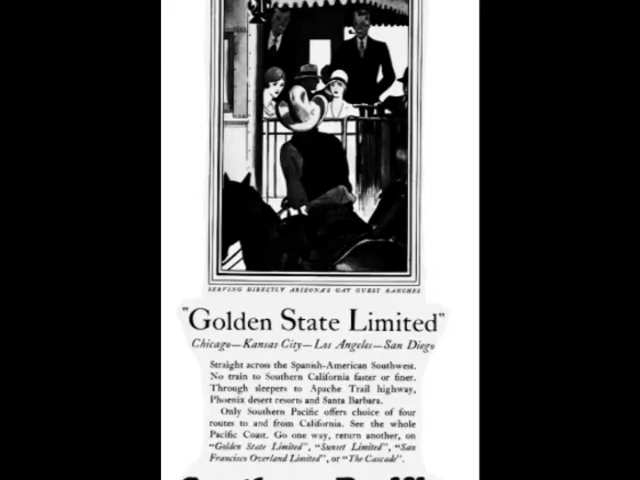 SERVING DIRECTLY ARIZONA'S GAY GUEST RANCHES
"Golden State Limited"
Chicago—Kansas City—Los Angeles—San Diego
Straight across the Spanish-American Southwest.
No train to Southern California faster or finer.
Through sleepers to Apache Trail highway,
Phoenix desert resorts and Santa Barbara.
Only Southern Pacific offers choice of four
routes to and from California. See the whole
Pacific Coast. Go one way, return another, on
"Golden State Limited", "Sunset Limited", "San
Francisco Overland Limited", or "The Cascade".